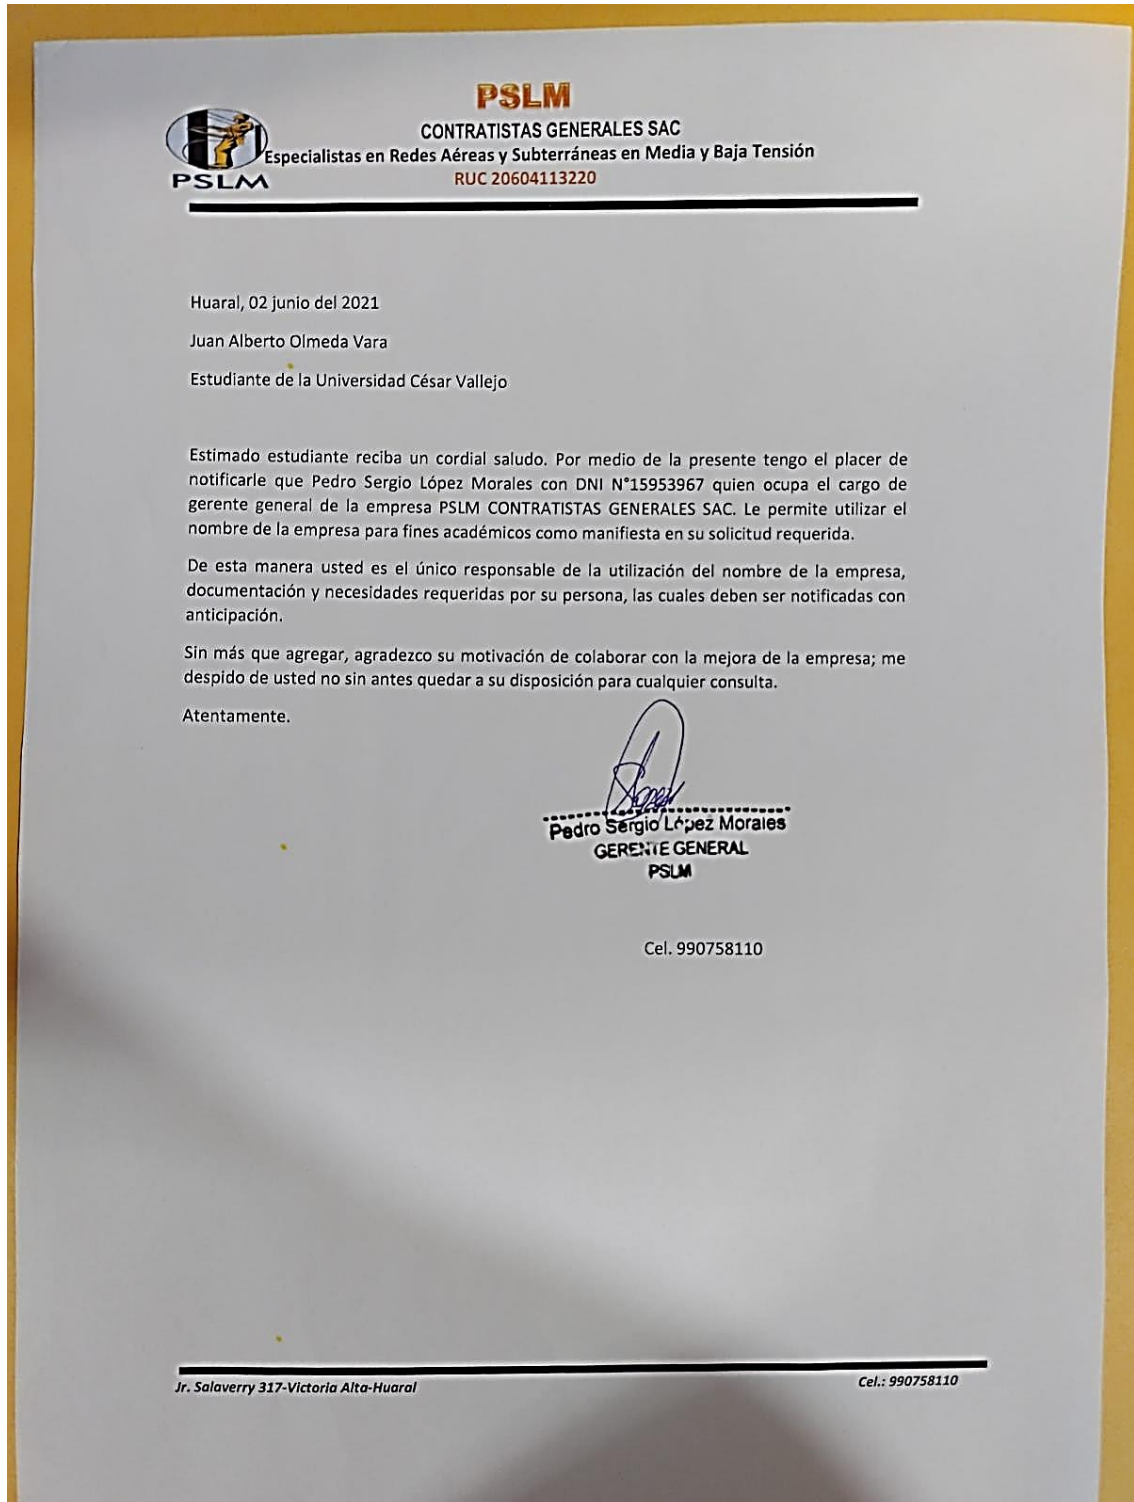 PSLM
CONTRATISTAS GENERALES SAC
Especialistas en Redes Aéreas y Subterráneas en Media y Baja Tensión
PSLM
RUC 20604113220
Huaral, 02 junio del 2021
Juan Alberto Olmeda Vara
Estudiante de la Universidad César Vallejo
Estimado estudiante reciba un cordial saludo. Por medio de la presente tengo el placer de
notificarle que Pedro Sergio López Morales con DNI N°15953967 quien ocupa el cargo de
gerente general de la empresa PSLM CONTRATISTAS GENERALES SAC. Le permite utilizar el
nombre de la empresa para fines académicos como manifiesta en su solicitud requerida.
De esta manera usted es el único responsable de la utilización del nombre de la empresa,
documentación y necesidades requeridas por su persona, las cuales deben ser notificadas con
anticipación.
Sin más que agregar, agradezco su motivación de colaborar con la mejora de la empresa; me
despido de usted no sin antes quedar a su disposición para cualquier consulta.
Atentamente.
Pedro Sergio López Morales
GERENTE GENERAL
PSLM
Cel. 990758110
Jr. Salaverry 317-Victoria Alta-Huaral
Cel.: 990758110